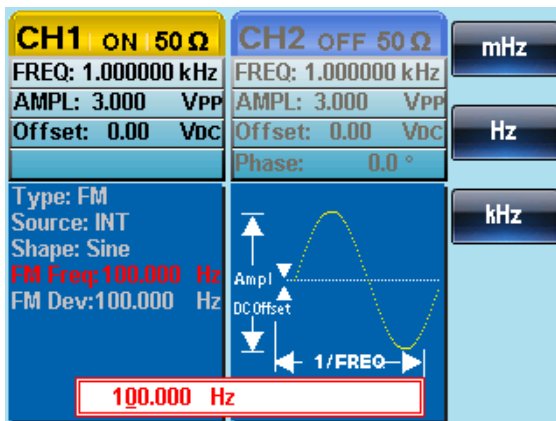 CH1 ON 50 Ω
FREQ: 1.000000 kHz
AMPL: 3.000 VPP
Offset: 0.00 VDC
CH2 OFF 50 Ω
FREQ: 1.000000 kHz
AMPL: 3.000 VPP
Offset: 0.00 VDC
Phase: 0.0 °
mHz
Hz
kHz
Type: FM
Source: INT
Shape: Sine
FM Freq:100.000 Hz
FM Dev:100.000 Hz
Ampl
DC Offset
1/FREQ
100.000 Hz